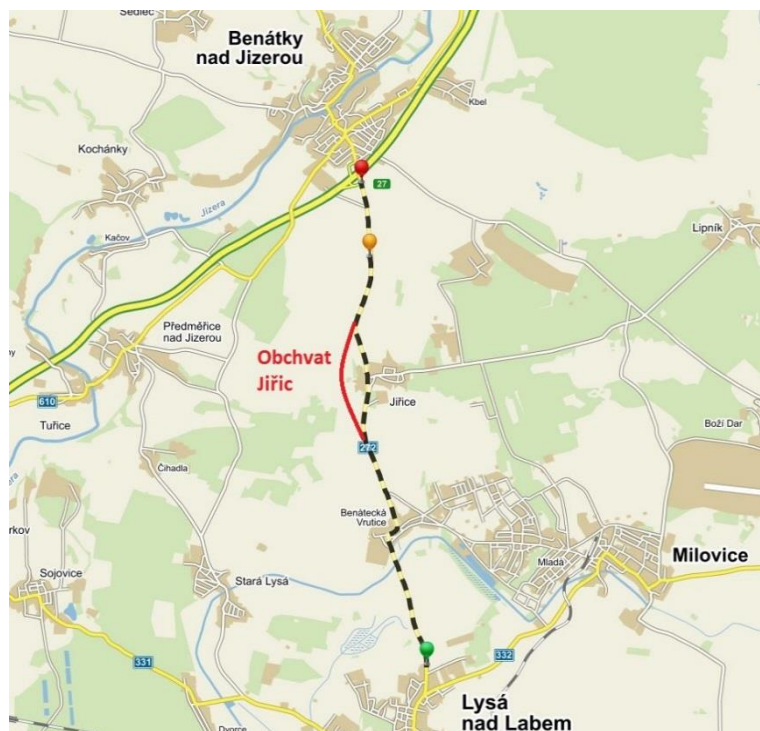 Sedlec
Benátky
nad Jizerou
Kbel
Kochánky
27
Jizera
Lipník
Kačov
Předměřice
nad Jizerou
Obchvat
Jiřic
610
Jiřice
Tuřice
Boží Dar
272
Čihadla
Benátecká
Vrutice
Milovice
Mladá
Sojovice
Stará Lysá
332
331
Lysá
nad Labem
Dvorce